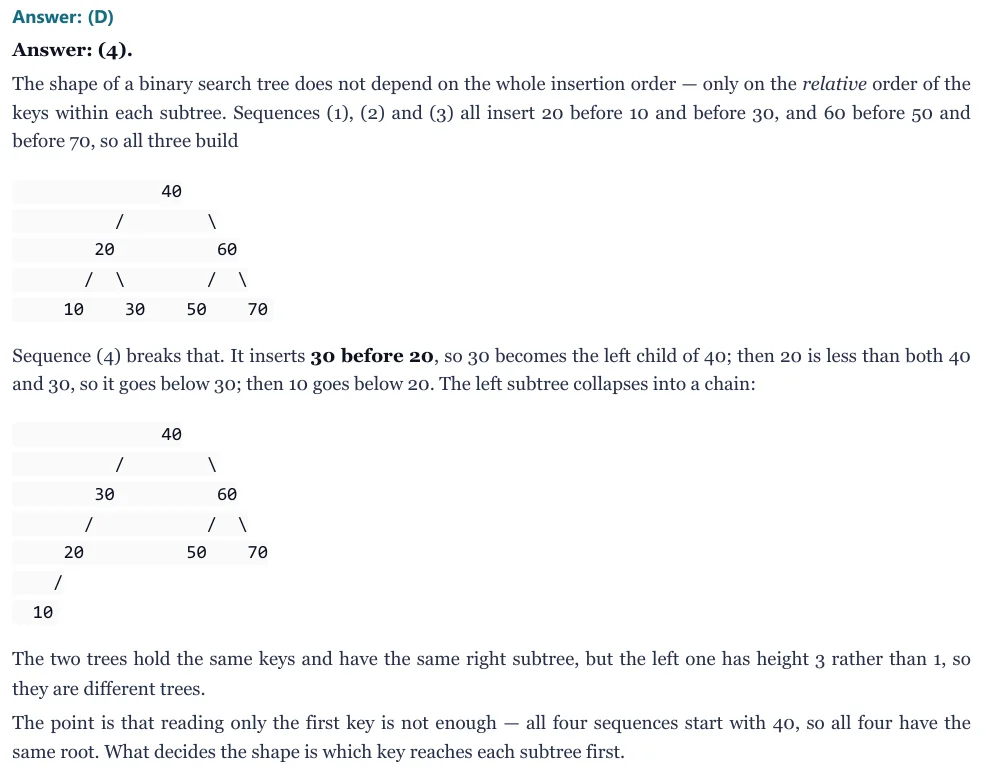 Answer: (D)
Answer: (4).
The shape of a binary search tree does not depend on the whole insertion order — only on the relative order of the
keys within each subtree. Sequences (1), (2) and (3) all insert 20 before 10 and before 30, and 60 before 50 and
before 70, so all three build
40
/ \
20 60
/ \ / \
10 30 50 70
Sequence (4) breaks that. It inserts 30 before 20, so 30 becomes the left child of 40; then 20 is less than both 40
and 30, so it goes below 30; then 10 goes below 20. The left subtree collapses into a chain:
40
/ \
30 60
/ / \
20 50 70
/
10
The two trees hold the same keys and have the same right subtree, but the left one has height 3 rather than 1, so
they are different trees.
The point is that reading only the first key is not enough — all four sequences start with 40, so all four have the
same root. What decides the shape is which key reaches each subtree first.